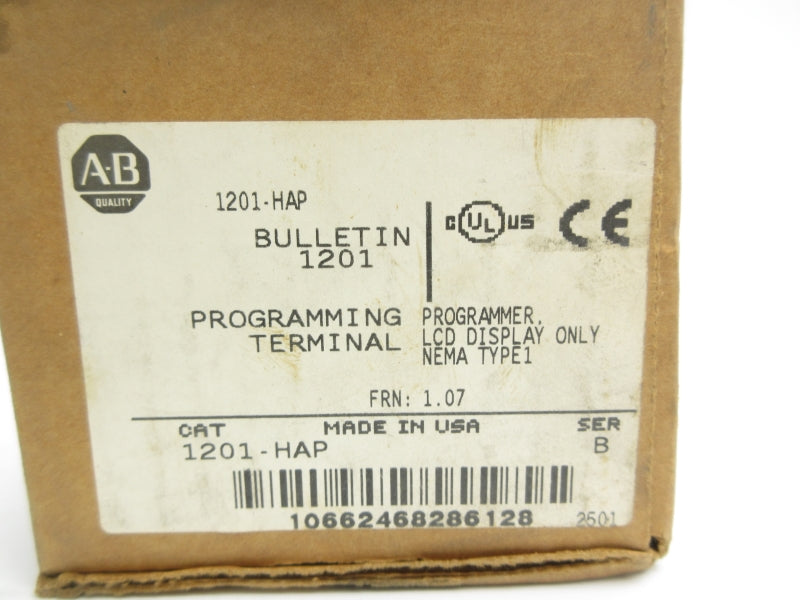 A-B
QUALITY
1201-HAP
BULLETIN
1201
c UL us CE
PROGRAMMING
TERMINAL
PROGRAMMER,
LCD DISPLAY ONLY
NEMA TYPE1
FRN: 1.07
CAT MADE IN USA SER
1201-HAP B
10662468286128 2501